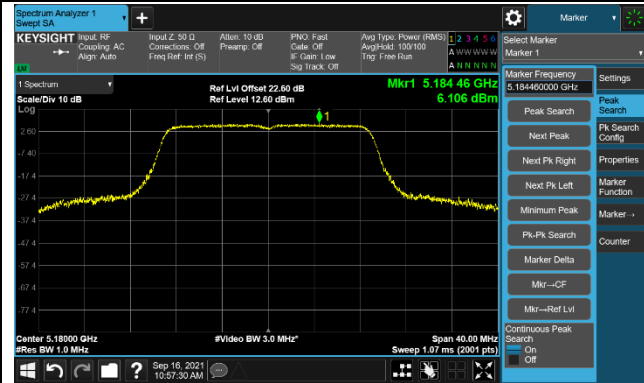 Spectrum Analyzer 1
Swept SA
Marker
KEYSIGHT Input: RF
Coupling: AC
Align: Auto
Input Z: 50 Ω
Corrections: Off
Freq Ref: Int (S)
Atten: 10 dB
Preamp: Off
PNO: Fast
Gate: Off
IF Gain: Low
Sig Track: Off
Avg Type: Power (RMS)
Avg|Hold: 100/100
Trig: Free Run
1 2 3 4 5 6
A W W W W W
A N N N N N
LNI
Select Marker
Marker 1
1 Spectrum
Scale/Div 10 dB
Log
Ref Lvl Offset 22.60 dB
Ref Level 12.60 dBm
Mkr1 5.184 46 GHz
6.106 dBm
1
2.60
-7.40
-17.4
-27.4
-37.4
-47.4
-57.4
-67.4
-77.4
Center 5.18000 GHz
#Res BW 1.0 MHz
#Video BW 3.0 MHz*
Span 40.00 MHz
Sweep 1.07 ms (2001 pts)
Marker Frequency
5.184460000 GHz
Peak Search
Next Peak
Next Pk Right
Next Pk Left
Minimum Peak
Pk-Pk Search
Marker Delta
Mkr→CF
Mkr→Ref Lvl
Continuous Peak
Search
On
Off
Settings
Peak
Search
Pk Search
Config
Properties
Marker
Function
Marker→
Counter
Sep 16, 2021
10:57:30 AM